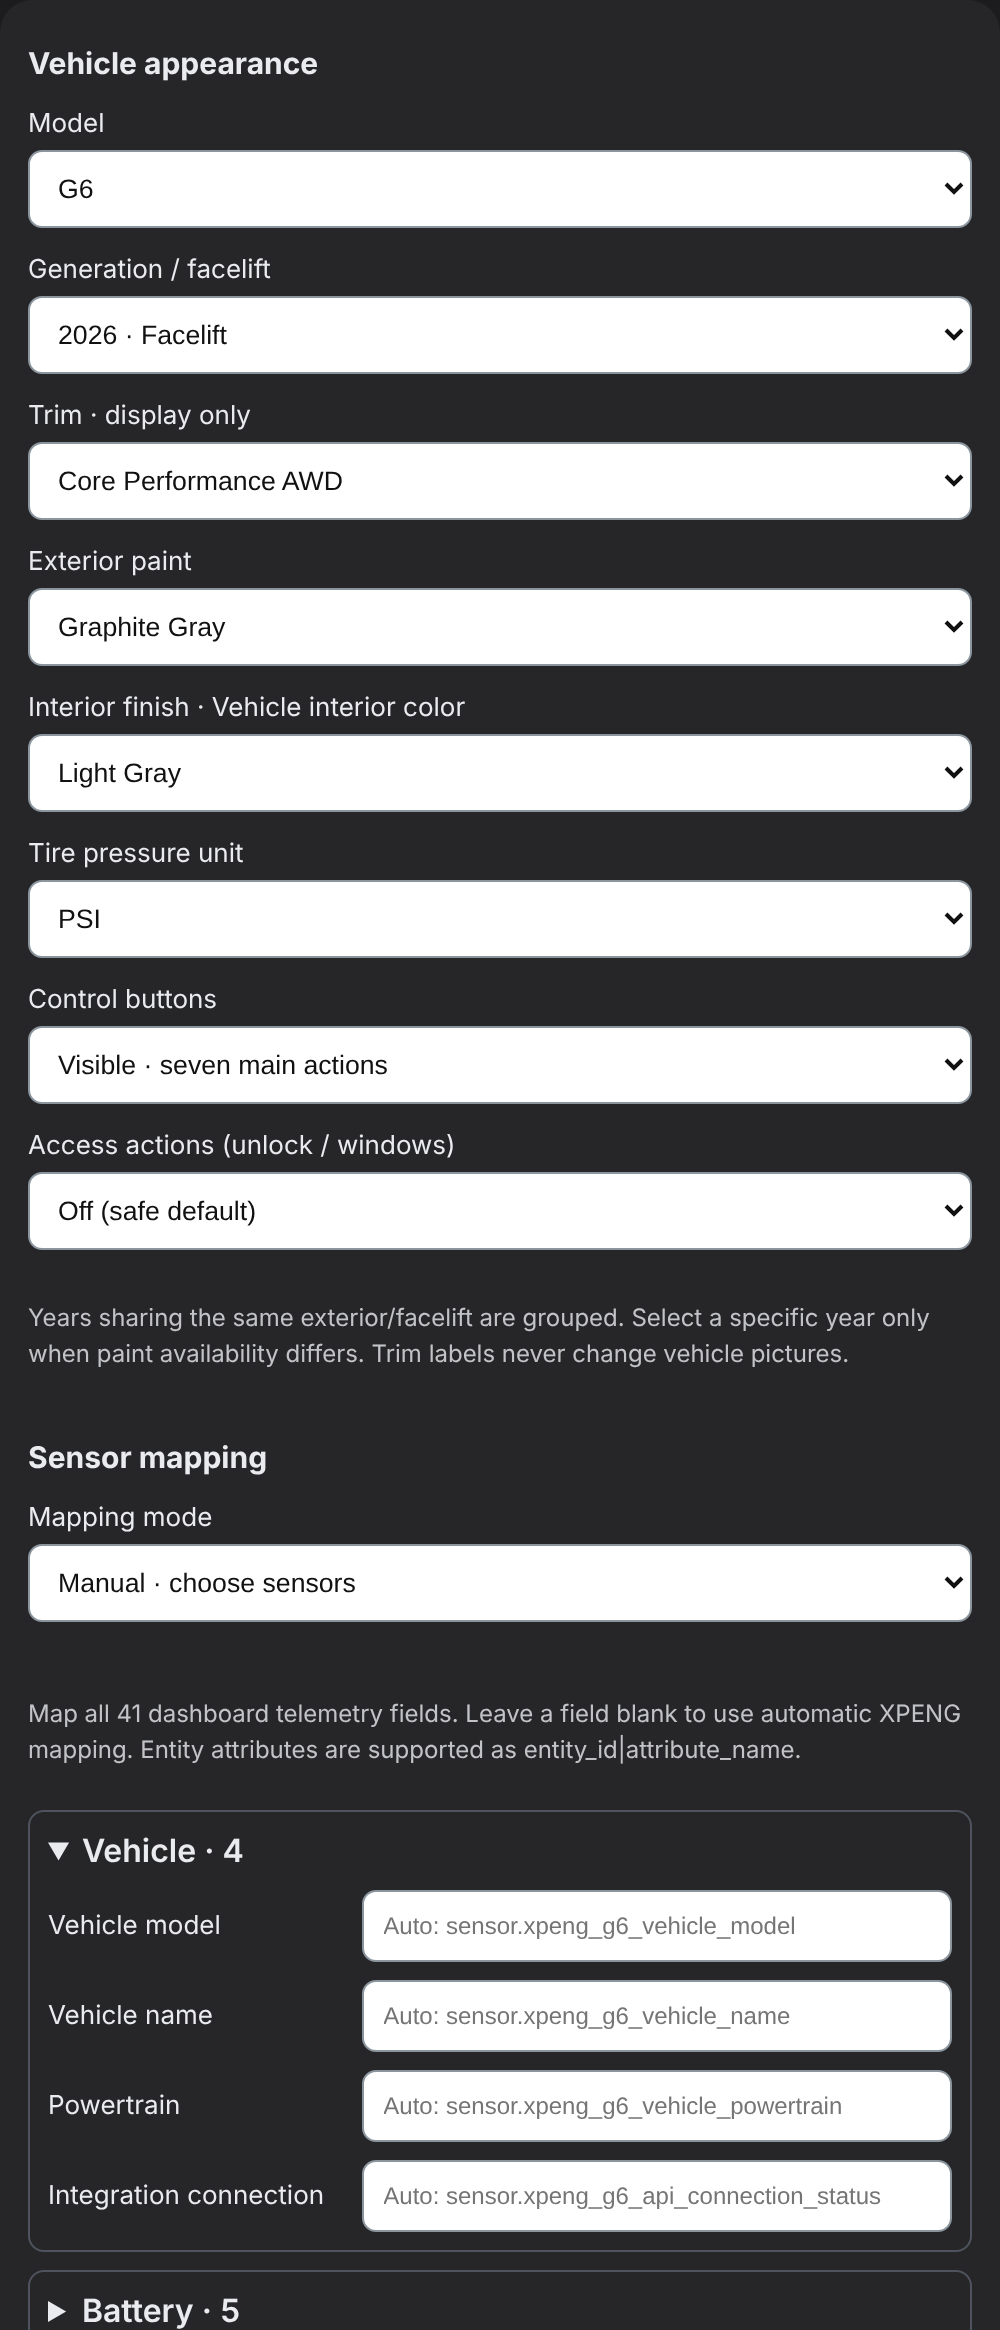 Vehicle appearance
Model
G6
Generation / facelift
2026 · Facelift
Trim · display only
Core Performance AWD
Exterior paint
Graphite Gray
Interior finish · Vehicle interior color
Light Gray
Tire pressure unit
PSI
Control buttons
Visible · seven main actions
Access actions (unlock / windows)
Off (safe default)
Years sharing the same exterior/facelift are grouped. Select a specific year only
when paint availability differs. Trim labels never change vehicle pictures.
Sensor mapping
Mapping mode
Manual · choose sensors
Map all 41 dashboard telemetry fields. Leave a field blank to use automatic XPENG
mapping. Entity attributes are supported as entity_id|attribute_name.
Vehicle · 4
Vehicle model
Auto: sensor.xpeng_g6_vehicle_model
Vehicle name
Auto: sensor.xpeng_g6_vehicle_name
Powertrain
Auto: sensor.xpeng_g6_vehicle_powertrain
Integration connection
Auto: sensor.xpeng_g6_api_connection_status
Battery · 5